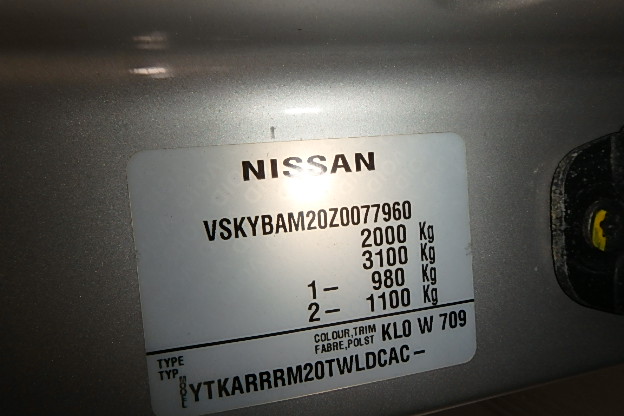 NISSAN
VSKYBAM20Z0077960
2000 Kg
3100 Kg
1- 980 Kg
2- 1100 Kg
TYPE TYP COLOUR,TRIM FABRE,POLST KL0 W 709
MODEL YTKARRRM20TWLDCAC-